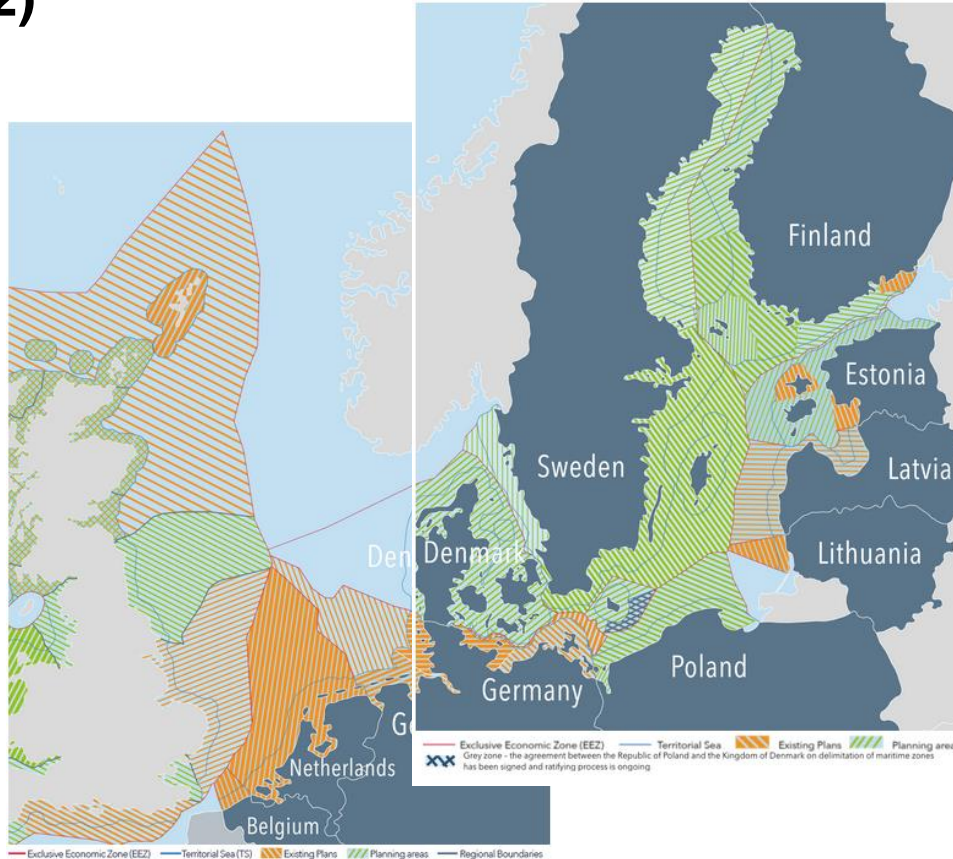 2)
Finland
Estonia
Sweden
Latvia
Den
Denmark
Lithuania
Poland
Germany
Ge
Netherlands
Belgium
Exclusive Economic Zone (EEZ) Territorial Sea Existing Plans Planning area
Grey zone - the agreement between the Republic of Poland and the Kingdom of Denmark on delimitation of maritime zones
has been signed and ratifying process is ongoing
Exclusive Economic Zone (EEZ) Territorial Sea (TS) Existing Plans Planning areas Regional Boundaries